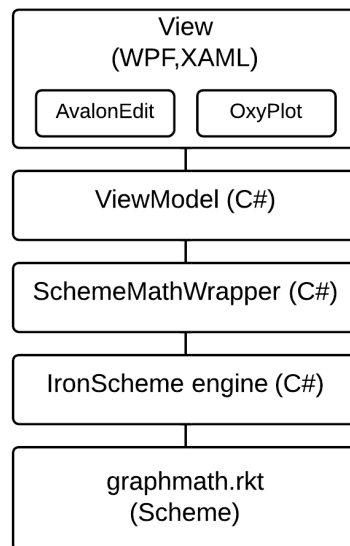 View
(WPF,XAML)
AvalonEdit OxyPlot
ViewModel (C#)
SchemeMathWrapper (C#)
IronScheme engine (C#)
graphmath.rkt
(Scheme)